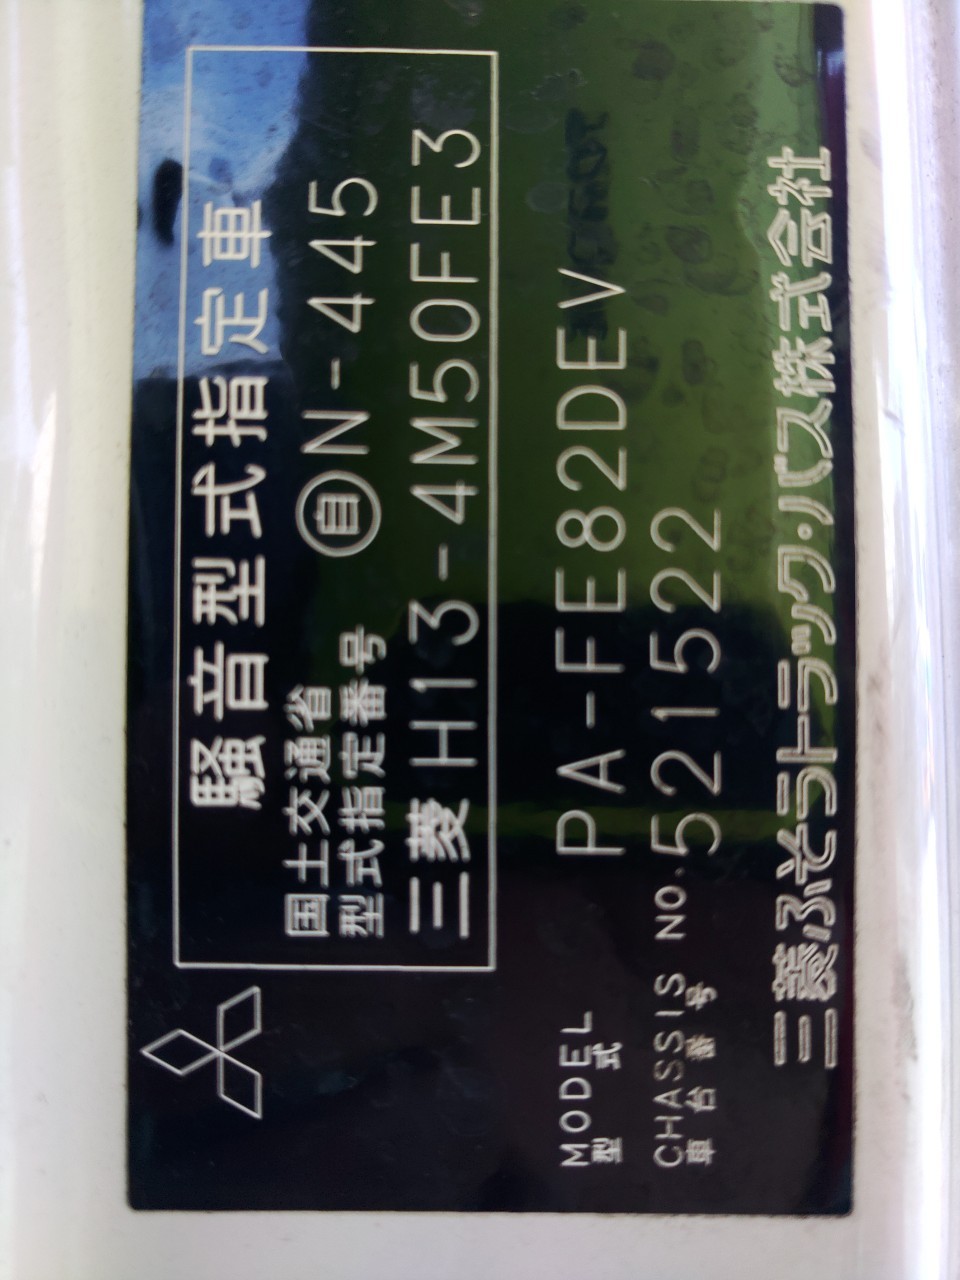 騒音型式指定車
国土交通省
型式指定番号
自N-445
三菱H13-4M50FE3
MODEL
型式
PA-FE82DEV
CHASSIS NO.521522
車台番号
三菱ふそうトラック・バス株式会社